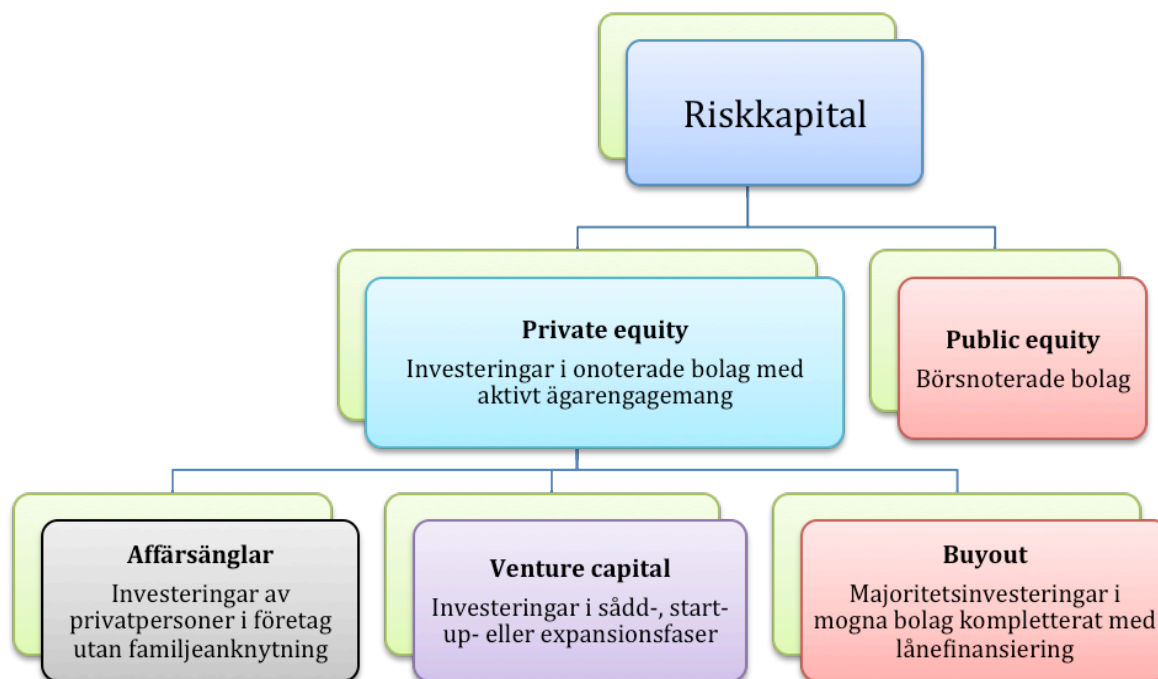 Riskkapital
Private equity
Investeringar i onoterade bolag med
aktivt ägarengagemang
Public equity
Börsnoterade bolag
Affärsänglar
Investeringar av
privatpersoner i företag
utan familjeanknytning
Venture capital
Investeringar i sådd-, start-
up- eller expansionsfaser
Buyout
Majoritetsinvesteringar i
mogna bolag kompletterat med
lånefinansiering